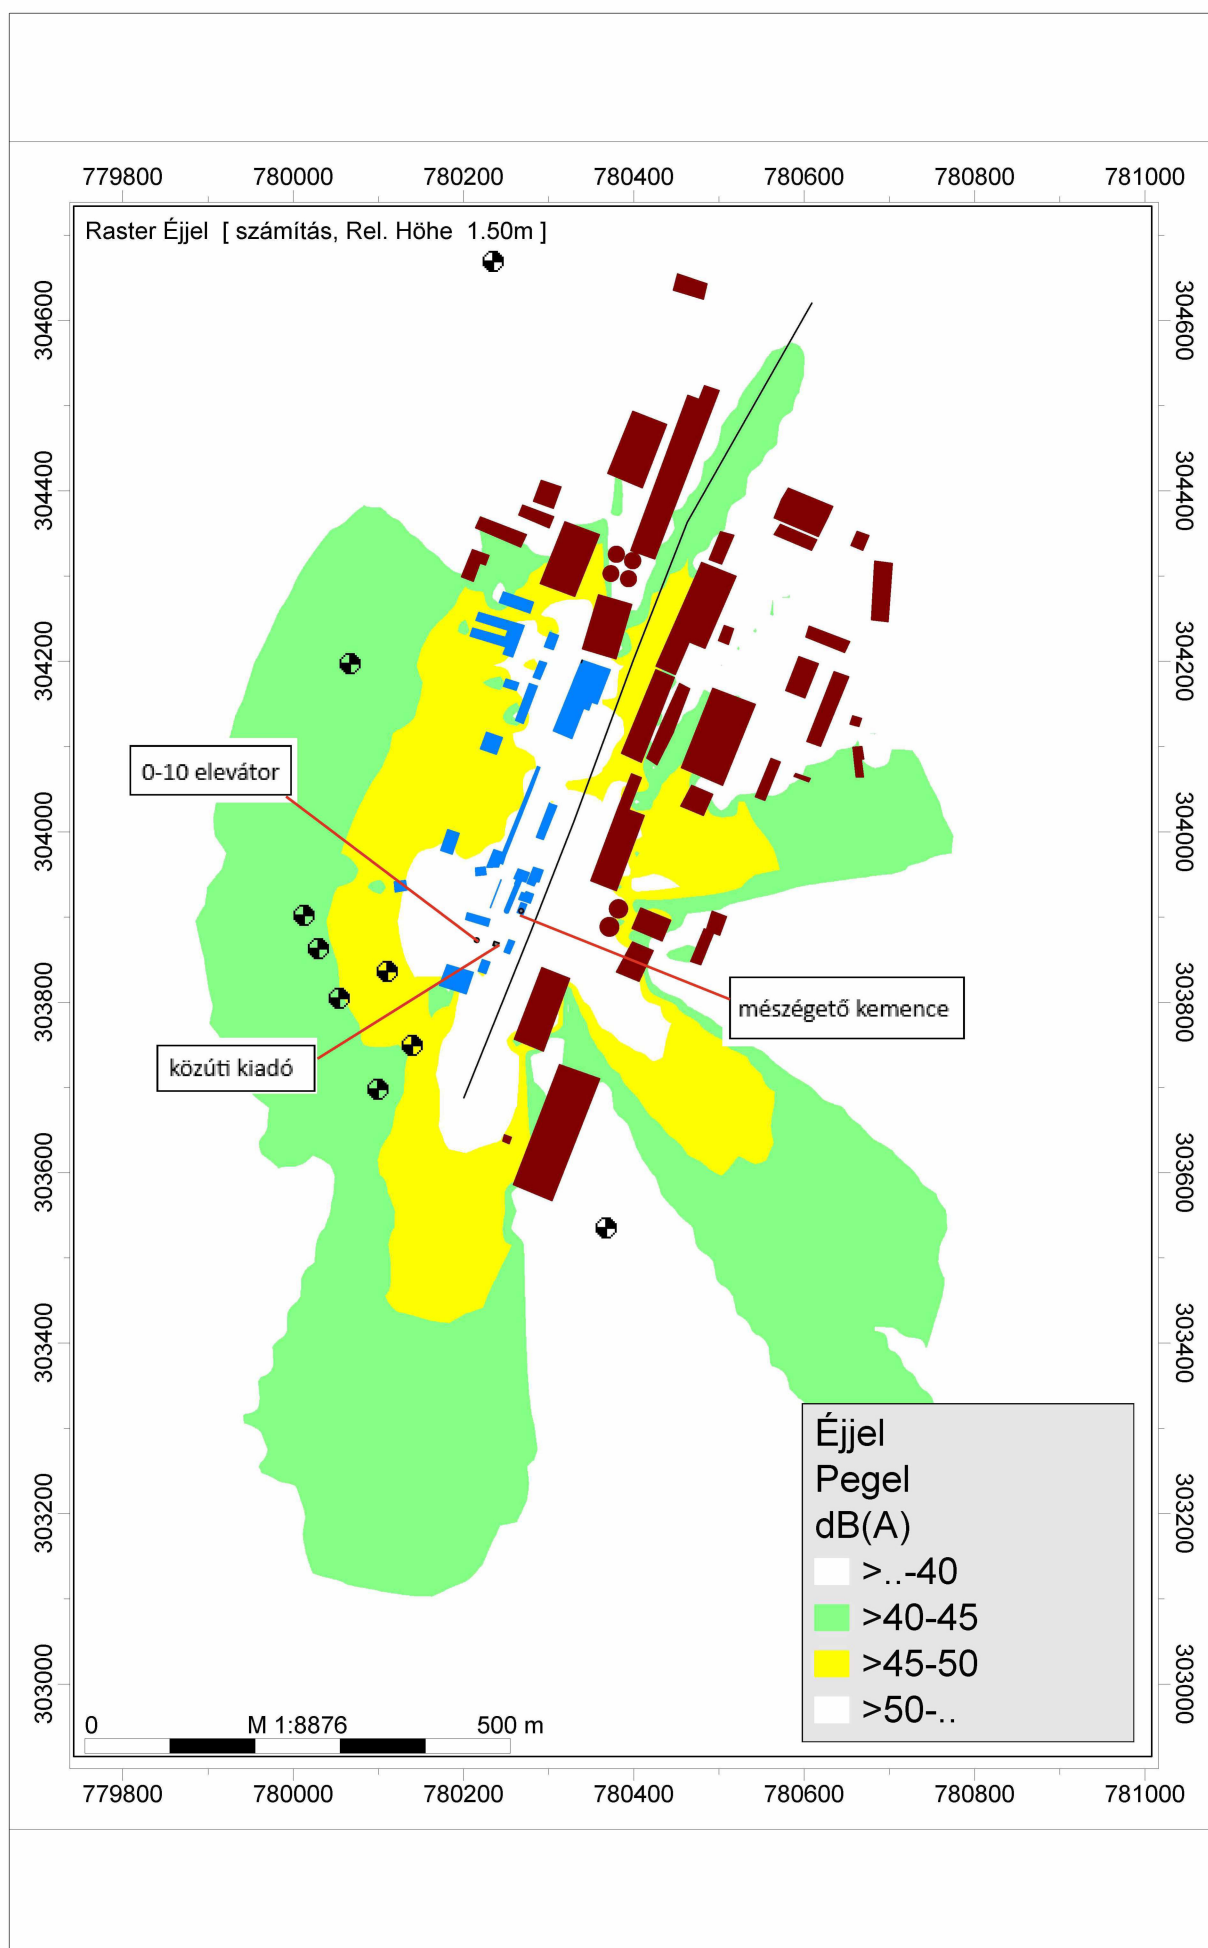 779800 780000 780200 780400 780600 780800 781000
Raster Éjjel [ számítás, Rel. Höhe 1.50m ]
304600
304400
304200
304000
303800
303600
303400
303200
303000
304600
304400
304200
304000
303800
303600
303400
303200
303000
0-10 elevátor
mészégető kemence
közúti kiadó
Éjjel
Pegel
dB(A)
>..-40
>40-45
>45-50
>50-..
0 M 1:8876 500 m
779800 780000 780200 780400 780600 780800 781000